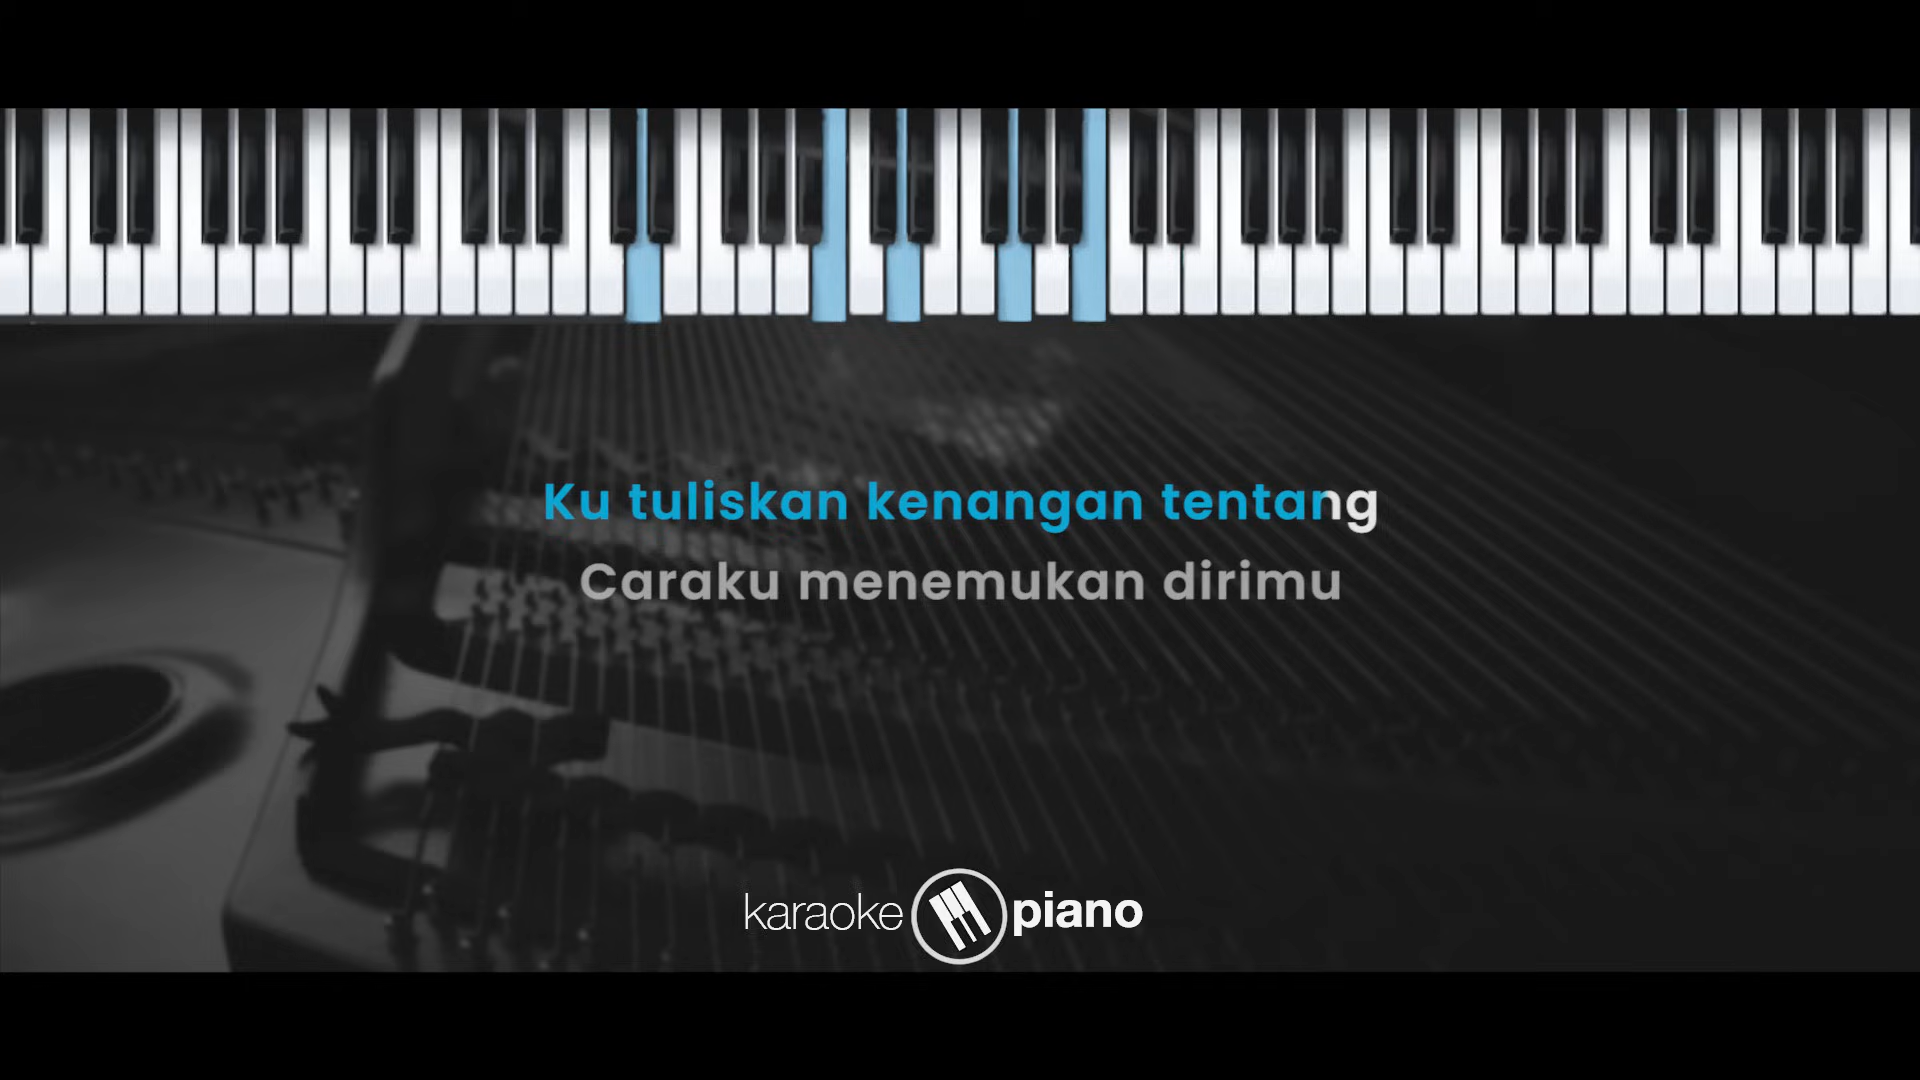 Ku tuliskan kenangan tentang
Caraku menemukan dirimu
karaoke piano